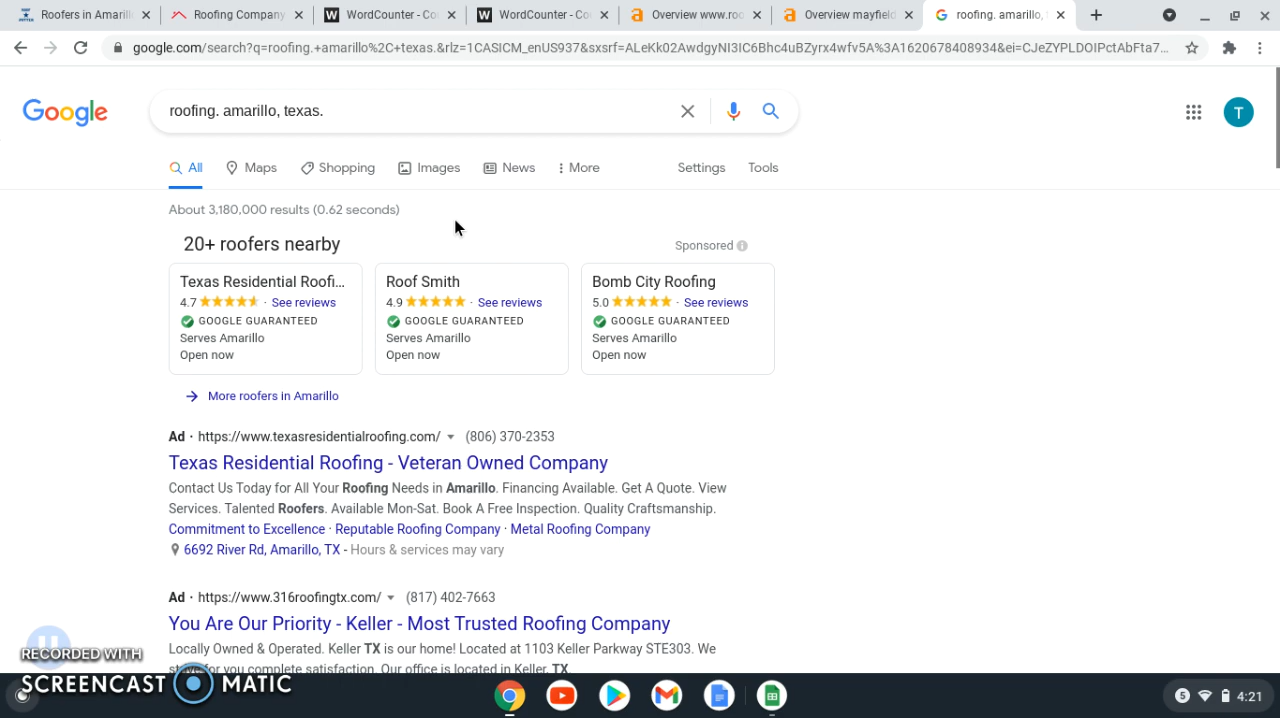 Roofers in Amarill
Roofing Company
WordCounter - Co
WordCounter - Co
Overview www.roo
Overview mayfield
roofing. amarillo,
google.com/search?q=roofing.+amarillo%2C+texas.&rlz=1CASICM_enUS937&sxsrf=ALeKk02AwdgyNI3IC6Bhc4uBZyrx4wfv5A%3A1620678408934&ei=CJeZYPLDOIPctAbFta7...
Google
roofing. amarillo, texas.
T
All
Maps
Shopping
Images
News
More
Settings
Tools
About 3,180,000 results (0.62 seconds)
20+ roofers nearby
Sponsored
Texas Residential Roofi...
4.7 · See reviews
GOOGLE GUARANTEED
Serves Amarillo
Open now
Roof Smith
4.9 · See reviews
GOOGLE GUARANTEED
Serves Amarillo
Open now
Bomb City Roofing
5.0 · See reviews
GOOGLE GUARANTEED
Serves Amarillo
Open now
More roofers in Amarillo
Ad · https://www.texasresidentialroofing.com/ (806) 370-2353
Texas Residential Roofing - Veteran Owned Company
Contact Us Today for All Your Roofing Needs in Amarillo. Financing Available. Get A Quote. View
Services. Talented Roofers. Available Mon-Sat. Book A Free Inspection. Quality Craftsmanship.
Commitment to Excellence · Reputable Roofing Company · Metal Roofing Company
6692 River Rd, Amarillo, TX - Hours & services may vary
Ad · https://www.316roofingtx.com/ (817) 402-7663
You Are Our Priority - Keller - Most Trusted Roofing Company
Locally Owned & Operated. Keller TX is our home! Located at 1103 Keller Parkway STE303. We
strive for you complete satisfaction. Our office is located in Keller, TX.
RECORDED WITH
SCREENCAST MATIC
5
4:21